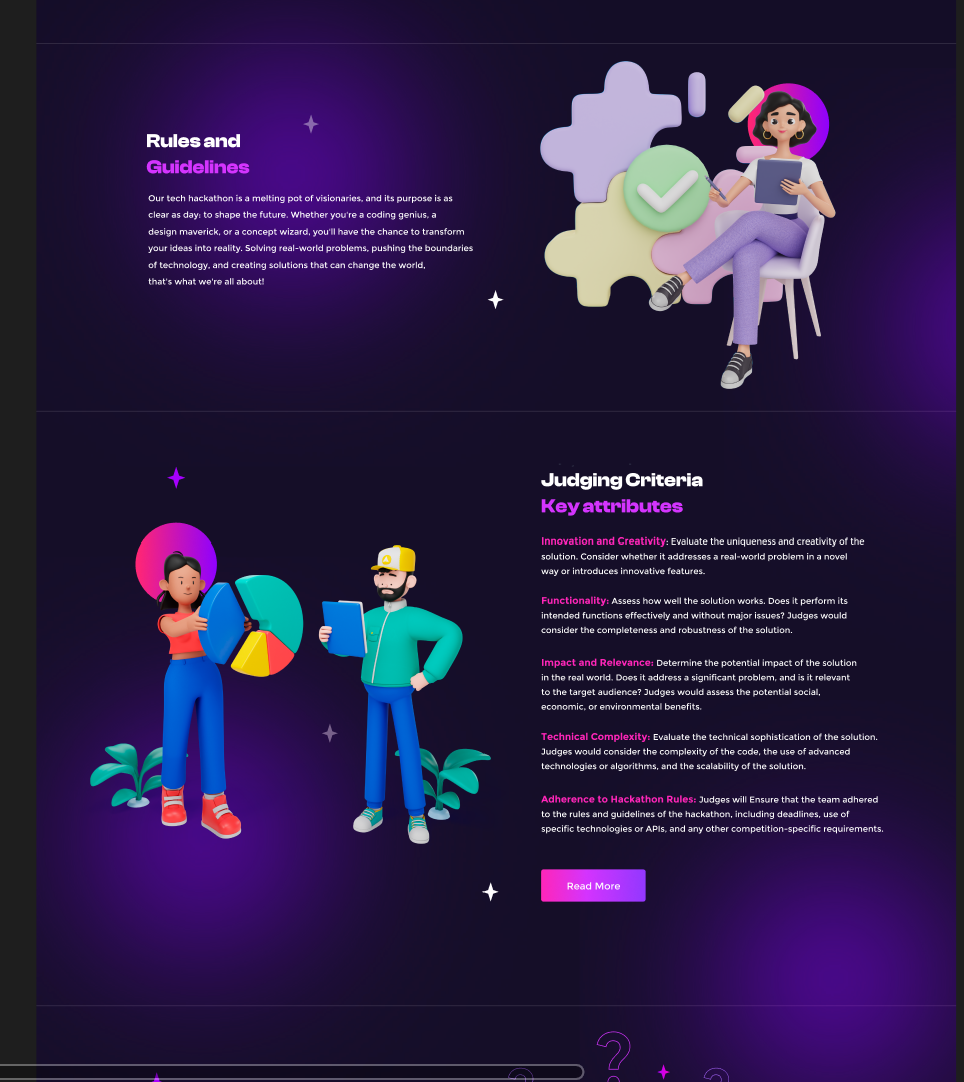 Rules and
Guidelines
Our tech hackathon is a melting pot of visionaries, and its purpose is as
clear as day: to shape the future. Whether you're a coding genius, a
design maverick, or a concept wizard, you'll have the chance to transform
your ideas into reality. Solving real-world problems, pushing the boundaries
of technology, and creating solutions that can change the world,
that's what we're all about!
Judging Criteria
Key attributes
Innovation and Creativity: Evaluate the uniqueness and creativity of the
solution. Consider whether it addresses a real-world problem in a novel
way or introduces innovative features.
Functionality: Assess how well the solution works. Does it perform its
intended functions effectively and without major issues? Judges would
consider the completeness and robustness of the solution.
Impact and Relevance: Determine the potential impact of the solution
in the real world. Does it address a significant problem, and is it relevant
to the target audience? Judges would assess the potential social,
economic, or environmental benefits.
Technical Complexity: Evaluate the technical sophistication of the solution.
Judges would consider the complexity of the code, the use of advanced
technologies or algorithms, and the scalability of the solution.
Adherence to Hackathon Rules: Judges will Ensure that the team adhered
to the rules and guidelines of the hackathon, including deadlines, use of
specific technologies or APIs, and any other competition-specific requirements.
Read More
? ? ?